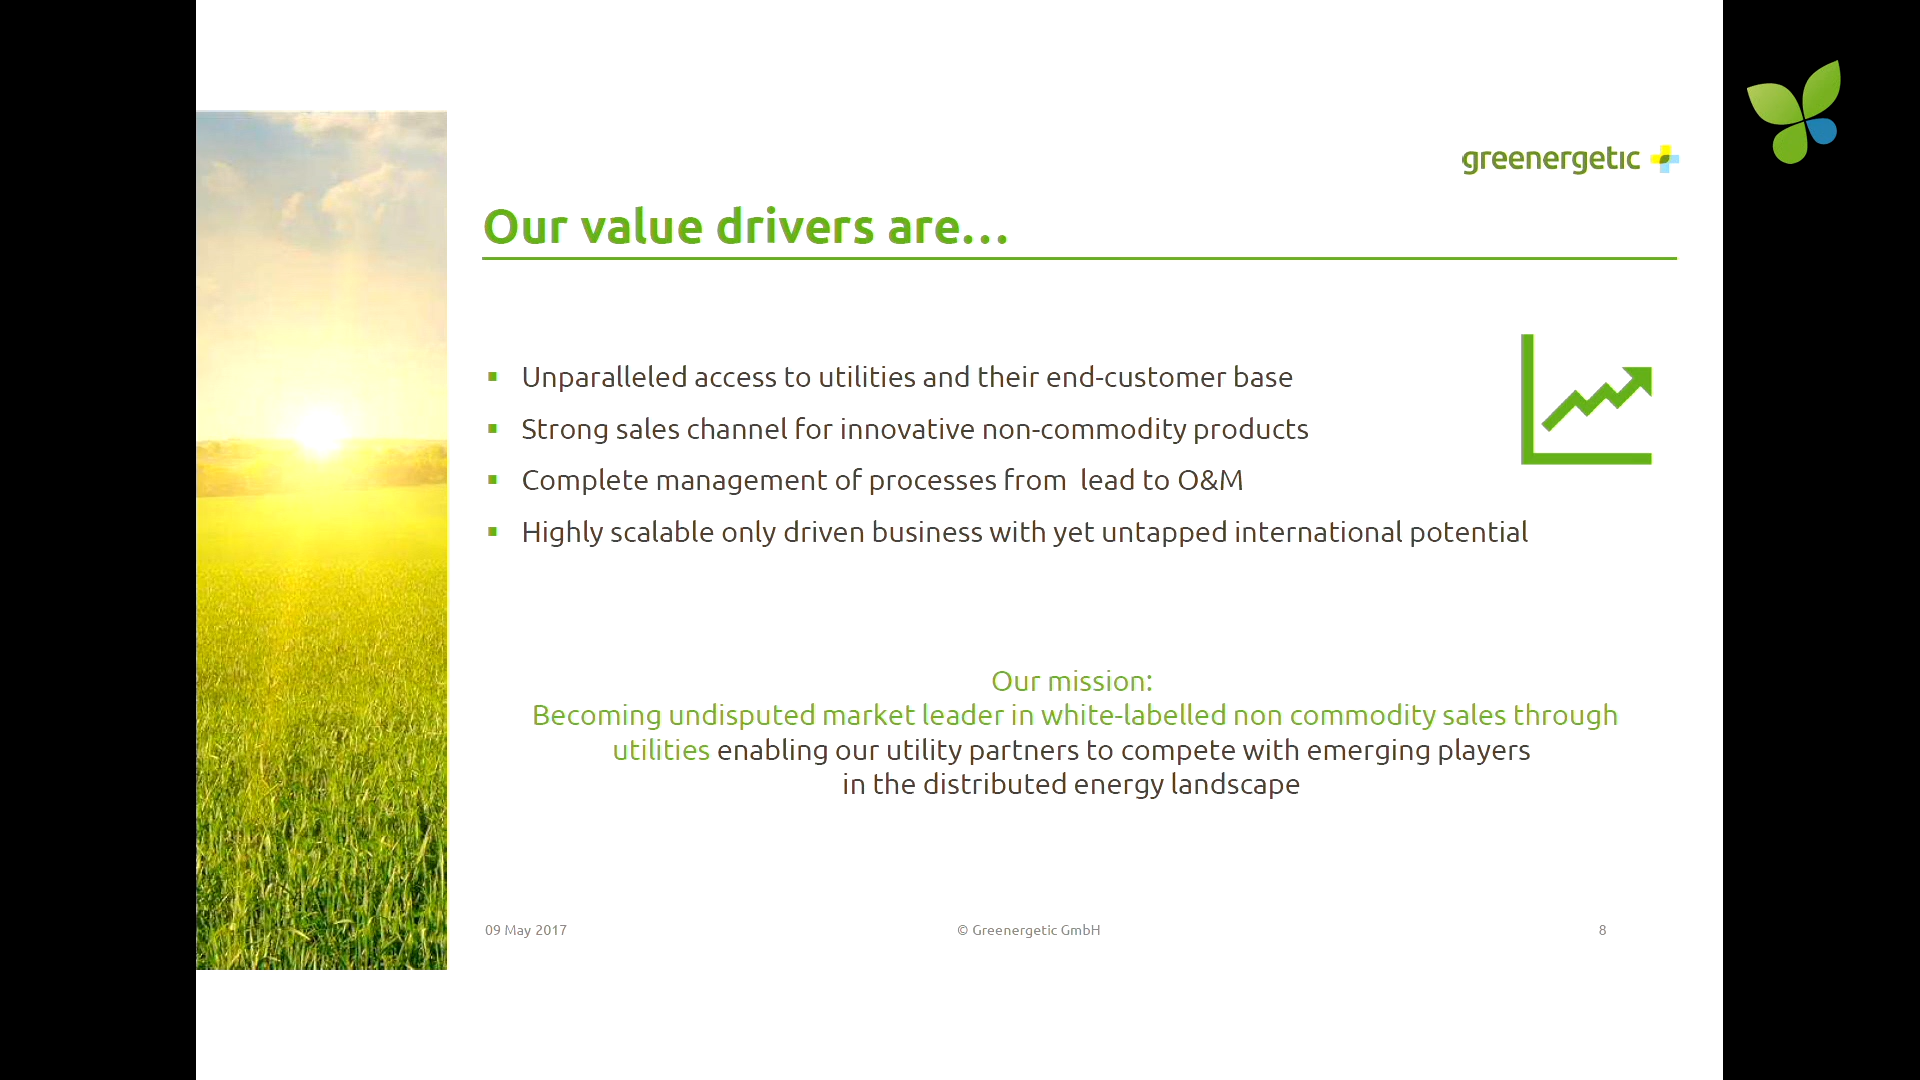 greenergetic
Our value drivers are...
Unparalleled access to utilities and their end-customer base
Strong sales channel for innovative non-commodity products
Complete management of processes from lead to O&M
Highly scalable only driven business with yet untapped international potential
Our mission:
Becoming undisputed market leader in white-labelled non commodity sales through
utilities enabling our utility partners to compete with emerging players
in the distributed energy landscape
09 May 2017
© Greenergetic GmbH
8